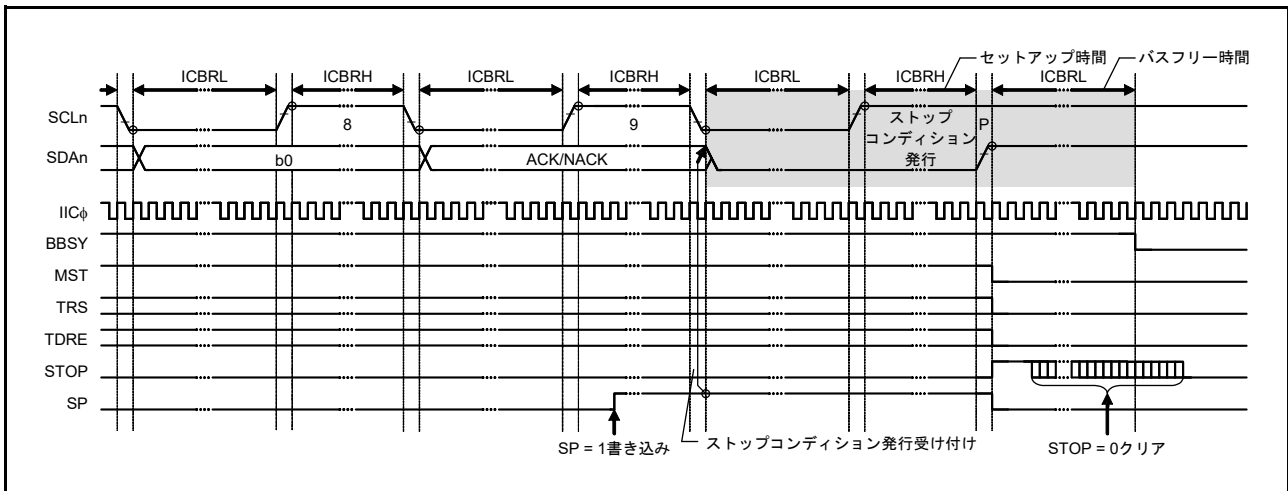 セットアップ時間 バスフリー時間
ICBRL ICBRH ICBRL ICBRH ICBRL ICBRH ICBRL
SCLn 8 9 ストップ P
コンディション
発行
SDAn b0 ACK/NACK
IICφ
BBSY
MST
TRS
TDRE
STOP
SP
SP = 1書き込み ストップコンディション発行受け付け STOP = 0クリア